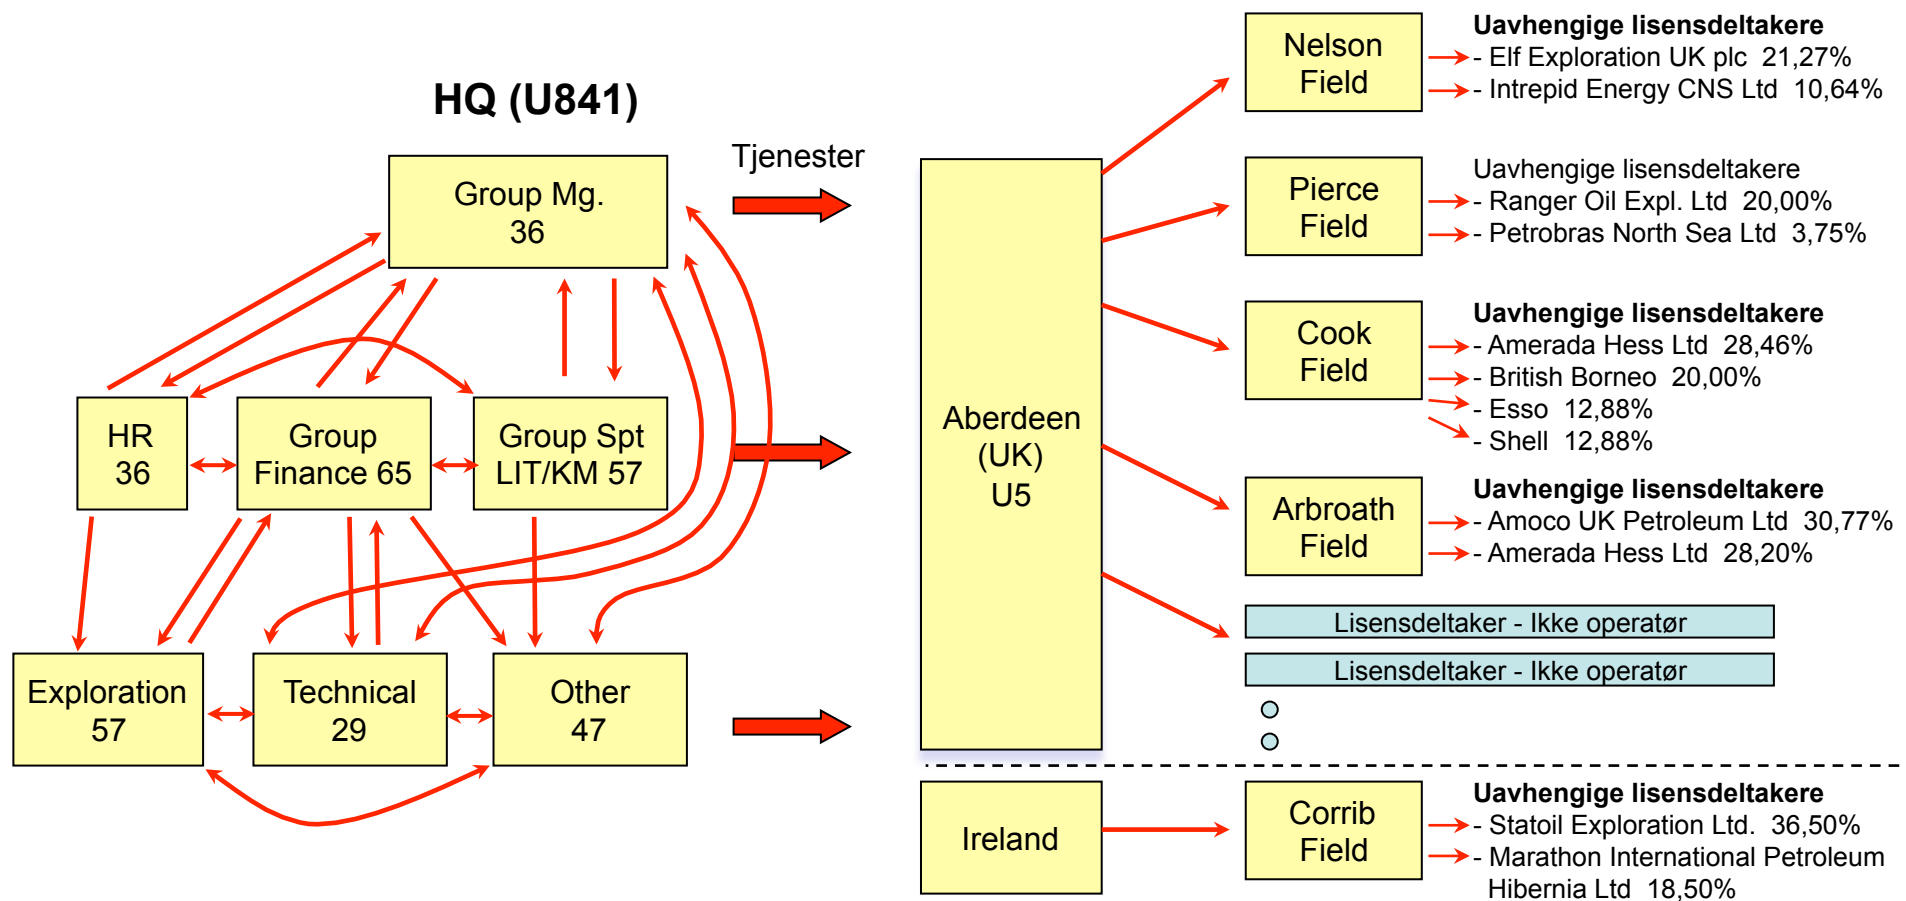 HQ (U841)
Group Mg.
36
HR
36
Group
Finance 65
Group Spt
LIT/KM 57
Exploration
57
Technical
29
Other
47
Tjenester
Aberdeen
(UK)
U5
Nelson
Field
Uavhengige lisensdeltakere
- Elf Exploration UK plc 21,27%
- Intrepid Energy CNS Ltd 10,64%
Pierce
Field
Uavhengige lisensdeltakere
- Ranger Oil Expl. Ltd 20,00%
- Petrobras North Sea Ltd 3,75%
Cook
Field
Uavhengige lisensdeltakere
- Amerada Hess Ltd 28,46%
- British Borneo 20,00%
- Esso 12,88%
- Shell 12,88%
Arbroath
Field
Uavhengige lisensdeltakere
- Amoco UK Petroleum Ltd 30,77%
- Amerada Hess Ltd 28,20%
Lisensdeltaker - Ikke operatør
Lisensdeltaker - Ikke operatør
Ireland
Corrib
Field
Uavhengige lisensdeltakere
- Statoil Exploration Ltd. 36,50%
- Marathon International Petroleum
Hibernia Ltd 18,50%